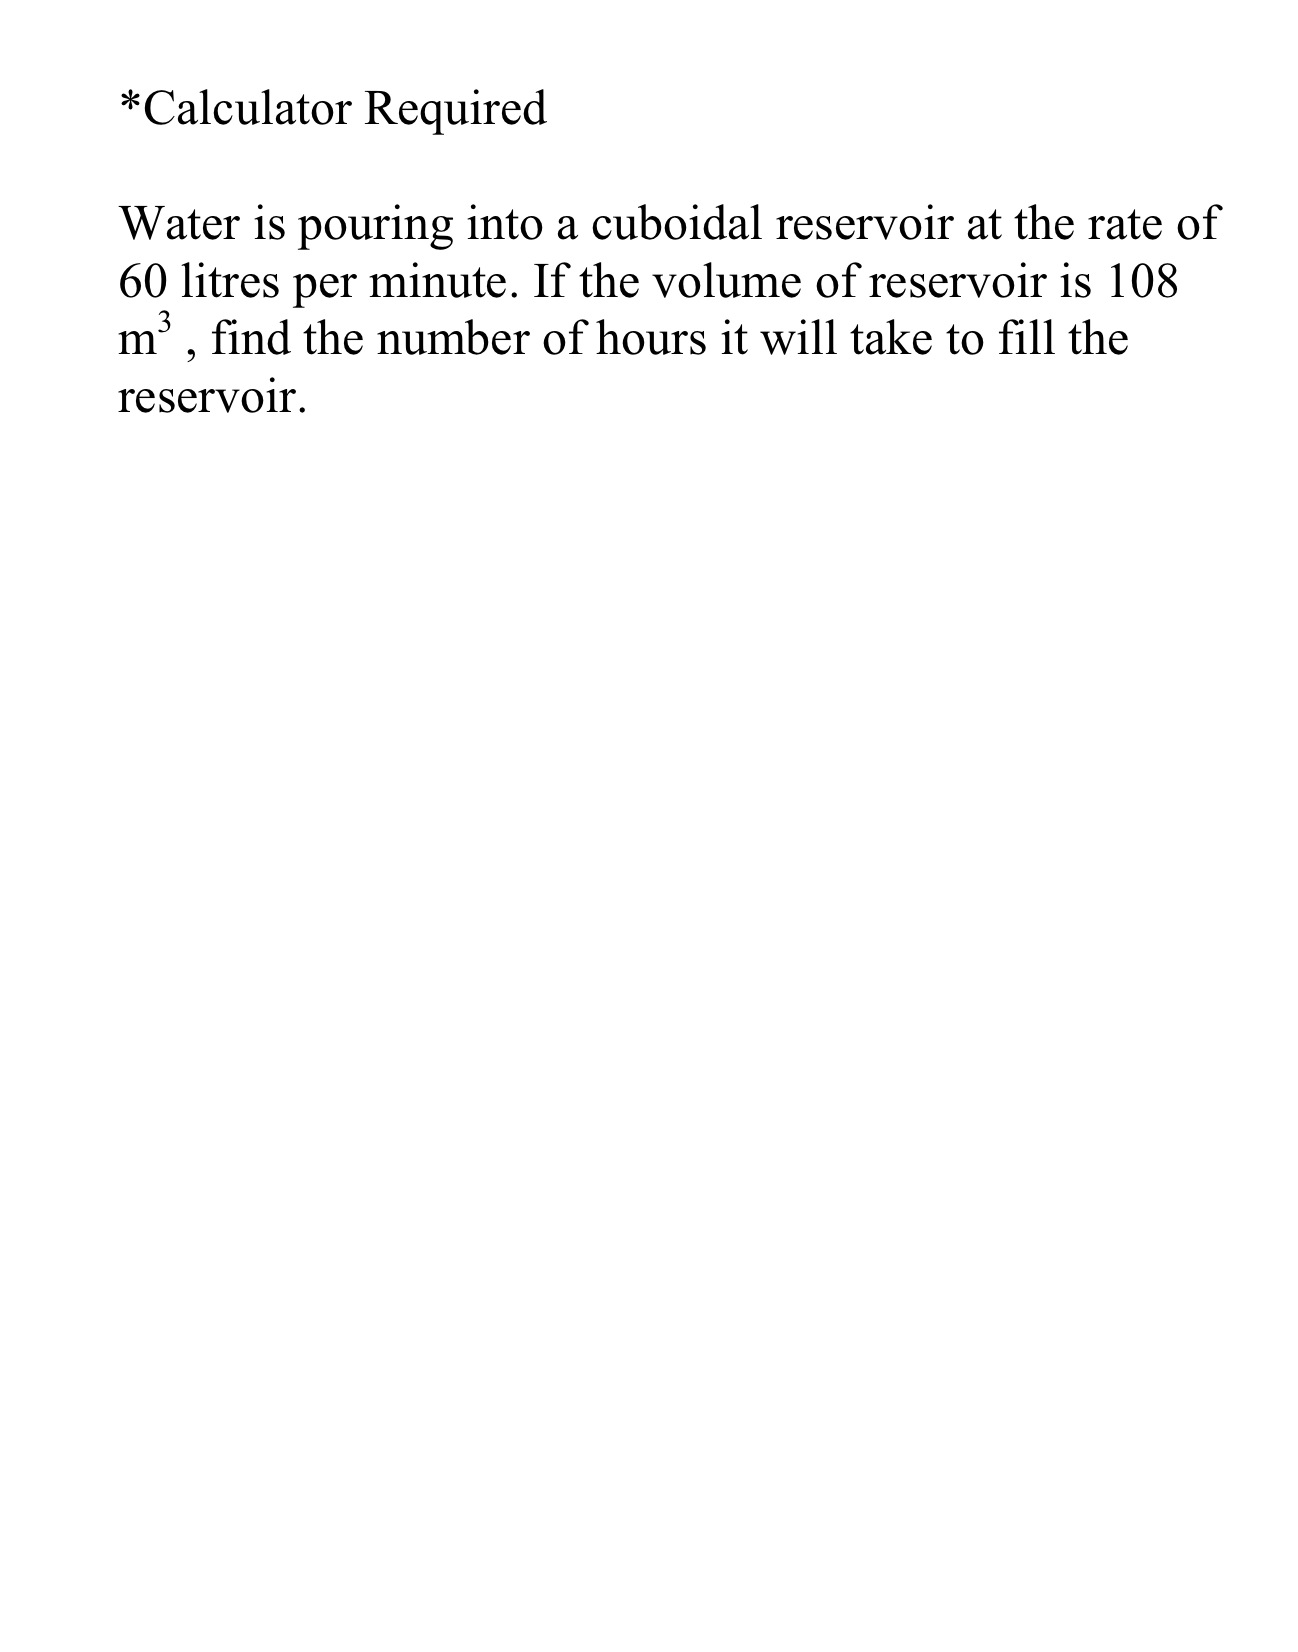 *Calculator Required
Water is pouring into a cuboidal reservoir at the rate of
60 litres per minute. If the volume of reservoir is 108
m³ , find the number of hours it will take to fill the
reservoir.